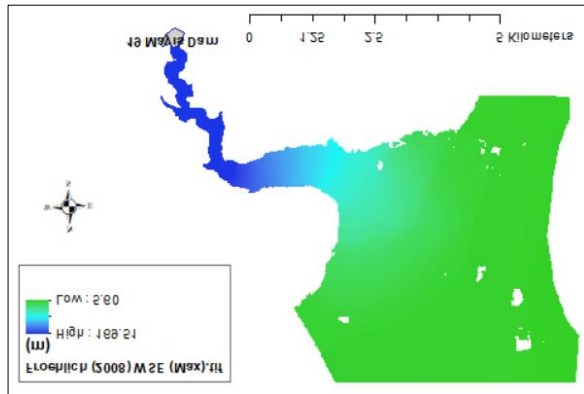 Froehlich (2008) WSE (Max).tif
(m)
High : 169.51
Low : 5.60
N
W E
S
19 Mayis Dam
0 1.25 2.5 5 Kilometers